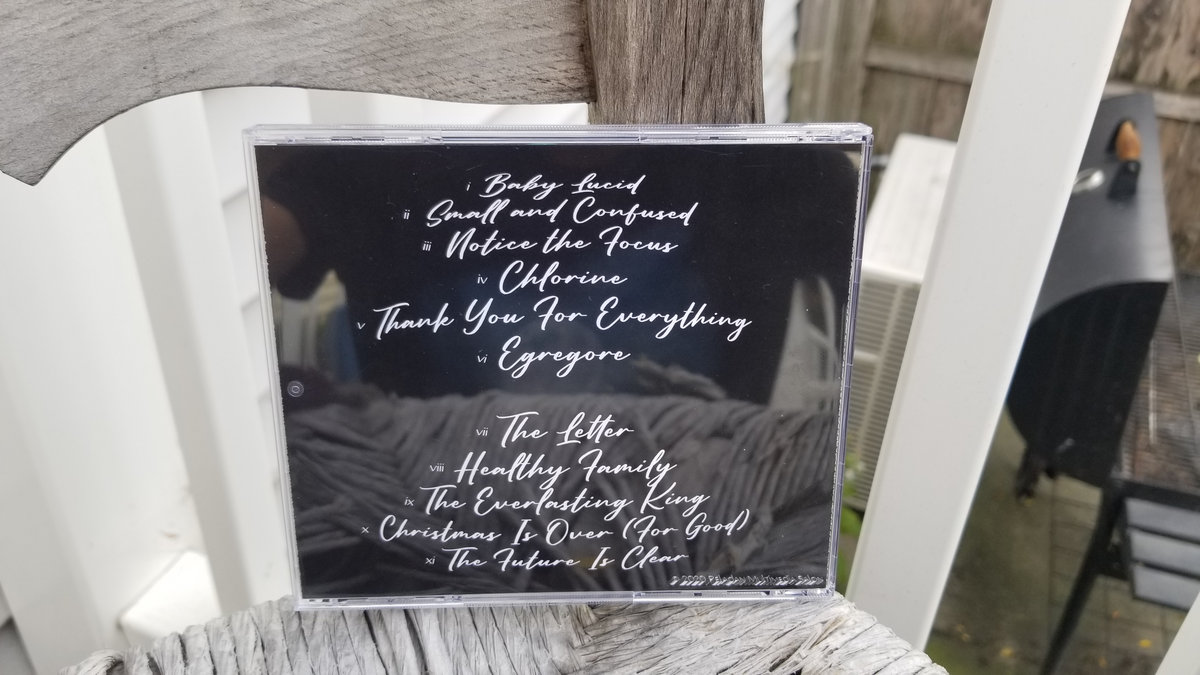 i Baby Lucid
ii Small and Confused
iii Notice the Focus
iv Chlorine
v Thank You For Everything
vi Egregore
vii The Letter
viii Healthy Family
ix The Everlasting King
x Christmas Is Over (For Good)
xi The Future Is Clear
© 2020 Multimedia